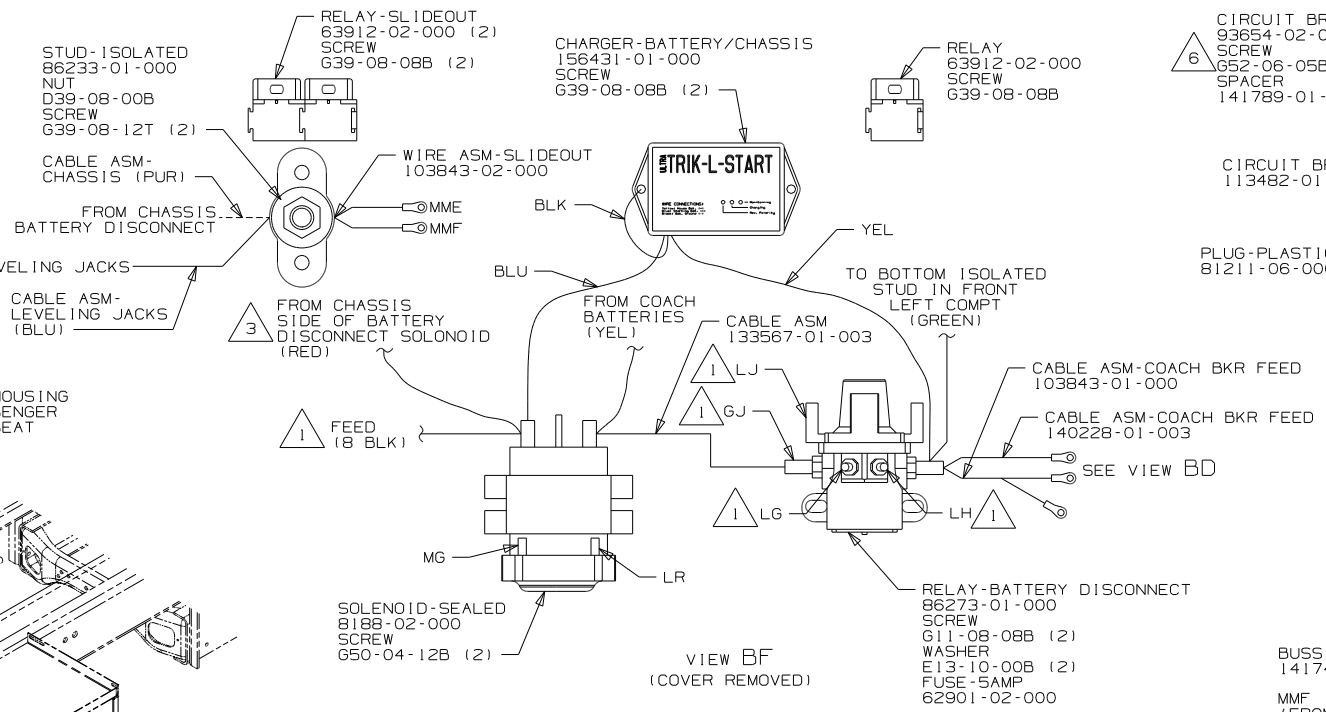 RELAY-SLIDEOUT
63912-02-000 (2)
SCREW
G39-08-08B (2)
STUD-ISOLATED
86233-01-000
NUT
D39-08-00B
SCREW
G39-08-12T (2)
CABLE ASM-
CHASSIS (PUR)
FROM CHASSIS
BATTERY DISCONNECT
VELING JACKS
CABLE ASM-
LEVELING JACKS
(BLU)
WIRE ASM-SLIDEOUT
103843-02-000
MME
MMF
CHARGER-BATTERY/CHASSIS
156431-01-000
SCREW
G39-08-08B (2)
RELAY
63912-02-000
SCREW
G39-08-08B
6
CIRCUIT BR
93654-02-0
SCREW
G52-06-05B
SPACER
141789-01-
CIRCUIT BR
113482-01
PLUG-PLASTIC
81211-06-000
ULTRA TRIK-L-START
WIRE CONNECTIONS:
BLK
YEL
BLU
3
FROM CHASSIS
SIDE OF BATTERY
DISCONNECT SOLONOID
(RED)
FROM COACH
BATTERIES
(YEL)
CABLE ASM
133567-01-003
TO BOTTOM ISOLATED
STUD IN FRONT
LEFT COMPT
(GREEN)
HOUSING
SENGER
SEAT
1
FEED
(8 BLK)
1
LJ
1
GJ
CABLE ASM-COACH BKR FEED
103843-01-000
CABLE ASM-COACH BKR FEED
140228-01-003
SEE VIEW BD
1
LG
LH
1
MG
LR
SOLENOID-SEALED
8188-02-000
SCREW
G50-04-12B (2)
VIEW BF
(COVER REMOVED)
RELAY-BATTERY DISCONNECT
86273-01-000
SCREW
G11-08-08B (2)
WASHER
E13-10-00B (2)
FUSE-5AMP
62901-02-000
BUSS
14174
MMF
(FROM